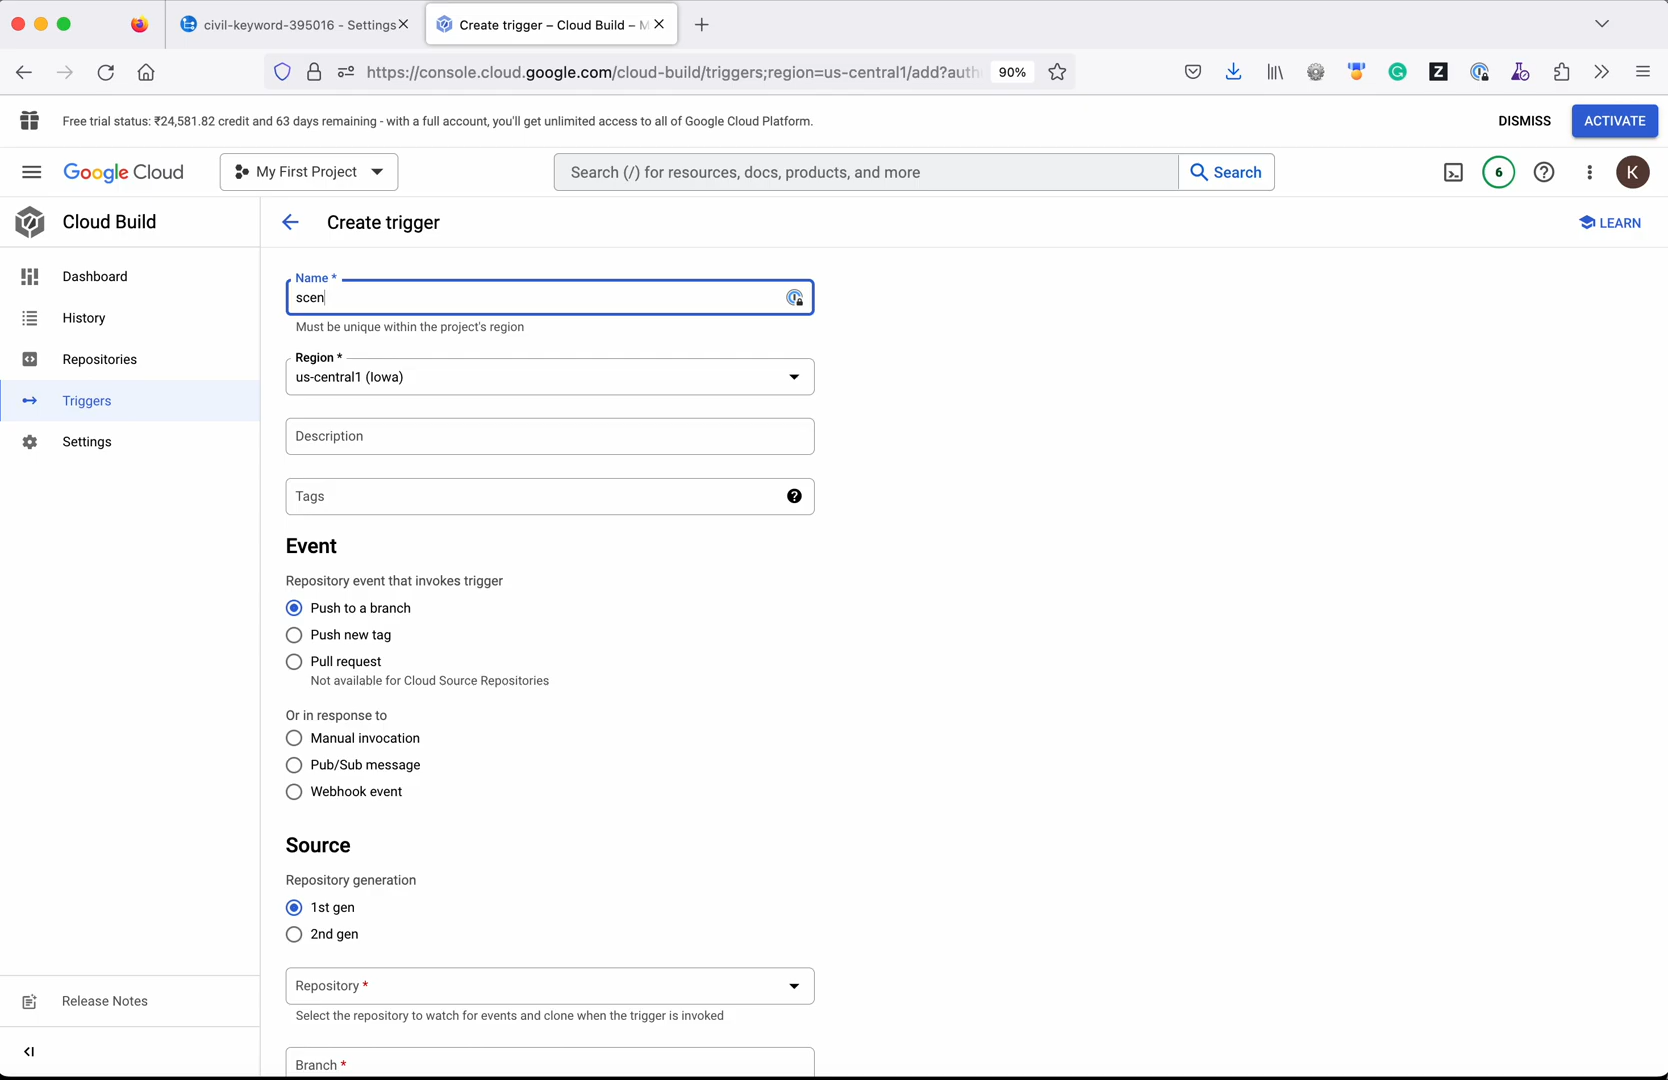 civil-keyword-395016 - Settings
Create trigger – Cloud Build – M
https://console.cloud.google.com/cloud-build/triggers;region=us-central1/add?auth
90%
Free trial status: ₹24,581.82 credit and 63 days remaining - with a full account, you'll get unlimited access to all of Google Cloud Platform.
DISMISS
ACTIVATE
Google Cloud
My First Project
Search (/) for resources, docs, products, and more
Search
6
K
Cloud Build
Create trigger
LEARN
Dashboard
History
Repositories
Triggers
Settings
Release Notes
Name *
scen
Must be unique within the project's region
Region *
us-central1 (Iowa)
Description
Tags
Event
Repository event that invokes trigger
Push to a branch
Push new tag
Pull request
Not available for Cloud Source Repositories
Or in response to
Manual invocation
Pub/Sub message
Webhook event
Source
Repository generation
1st gen
2nd gen
Repository *
Select the repository to watch for events and clone when the trigger is invoked
Branch *